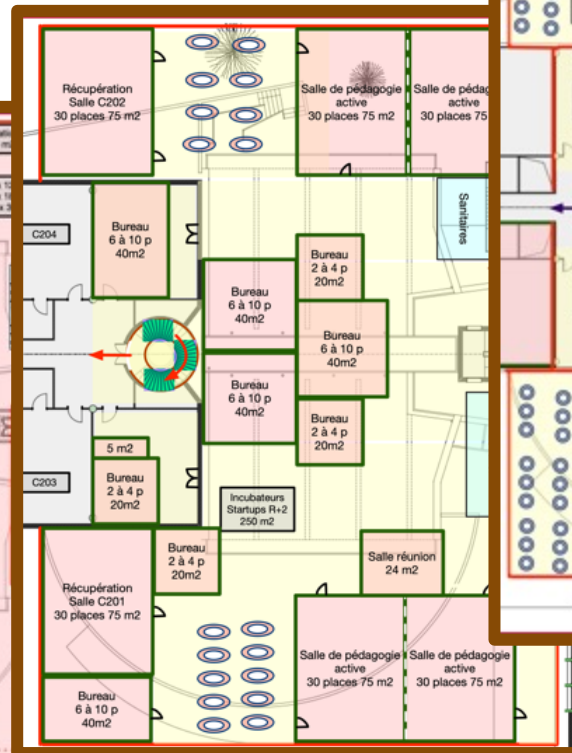 Récupération
Salle C202
30 places 75 m2
Salle de pédagogie
active
30 places 75 m2
Salle de pédag
active
30 places 75
Sanitaires
C204
Bureau
6 à 10 p
40m2
Bureau
2 à 4 p
20m2
Bureau
6 à 10 p
40m2
Bureau
6 à 10 p
40m2
Bureau
6 à 10 p
40m2
Bureau
2 à 4 p
20m2
5 m2
C203
Bureau
2 à 4 p
20m2
Incubateurs
Startups R+2
250 m2
Bureau
2 à 4 p
20m2
Salle réunion
24 m2
Récupération
Salle C201
30 places 75 m2
Salle de pédagogie
active
30 places 75 m2
Salle de pédagogie
active
30 places 75 m2
Bureau
6 à 10 p
40m2